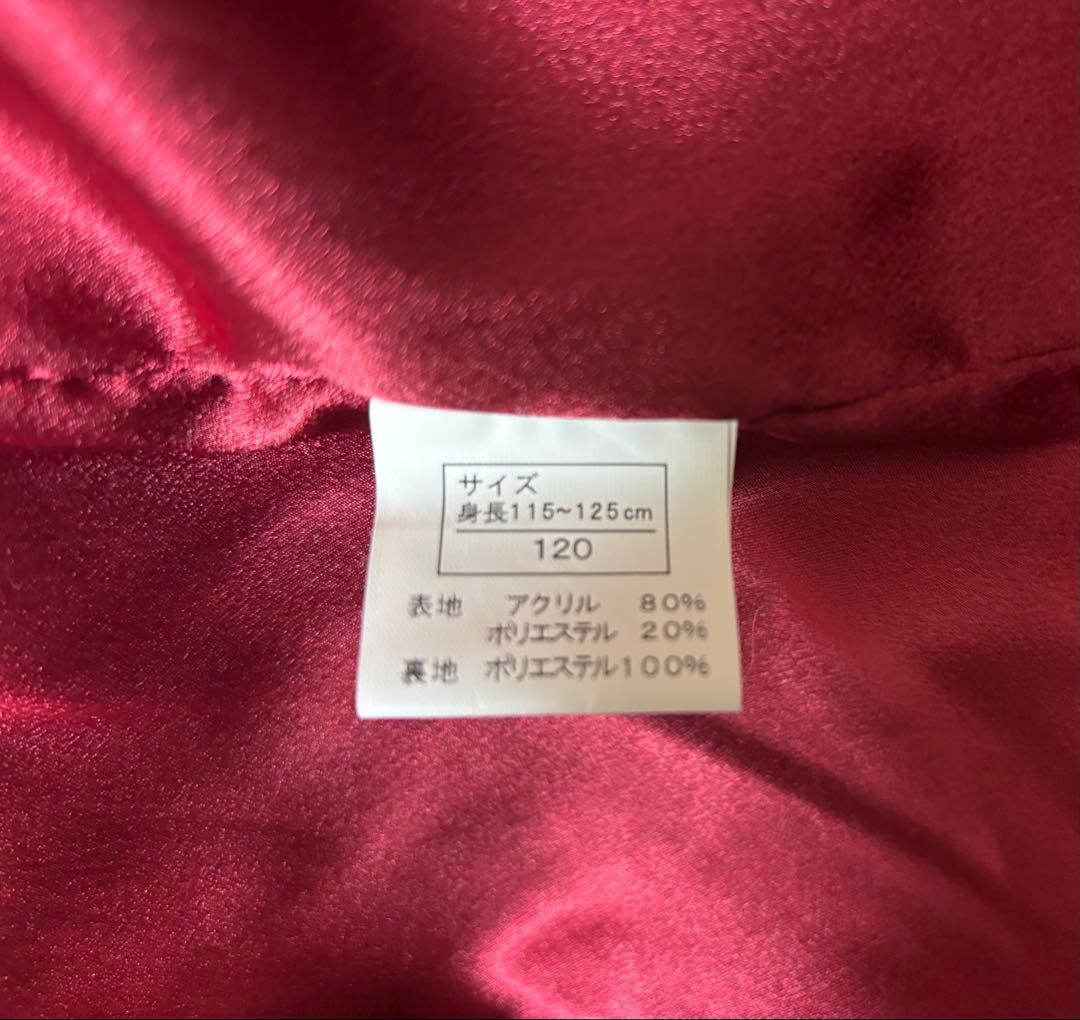 サイズ
身長115~125cm
120
表地 アクリル 80%
ポリエステル 20%
裏地 ポリエステル100%